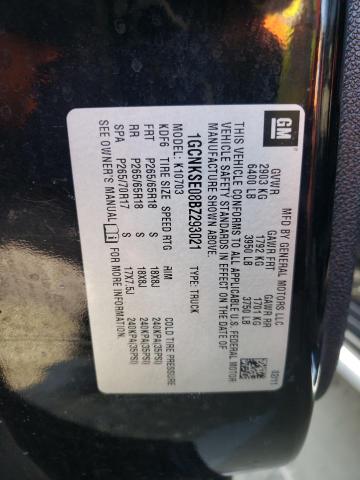 GM
MFD BY GENERAL MOTORS LLC
GVWR GAWR FRT GAWR RR
2903 KG 1792 KG 1701 KG
6400 LB 3950 LB 3750 LB
THIS VEHICLE CONFORMS TO ALL APPLICABLE U.S. FEDERAL MOTOR
VEHICLE SAFETY STANDARDS IN EFFECT ON THE DATE OF
MANUFACTURE SHOWN ABOVE.
1GCNKSE08BZ293021 TYPE: TRUCK
MODEL: K10703
KDF6 TIRE SIZE SPEED RTG RIM COLD TIRE PRESSURE
FRT P265/65R18 S 18X8J 240KPA(35PSI)
RR P265/65R18 S 18X8J 240KPA(35PSI)
SPA P265/70R17 S 17X7.5J 240KPA(35PSI)
SEE OWNER'S MANUAL